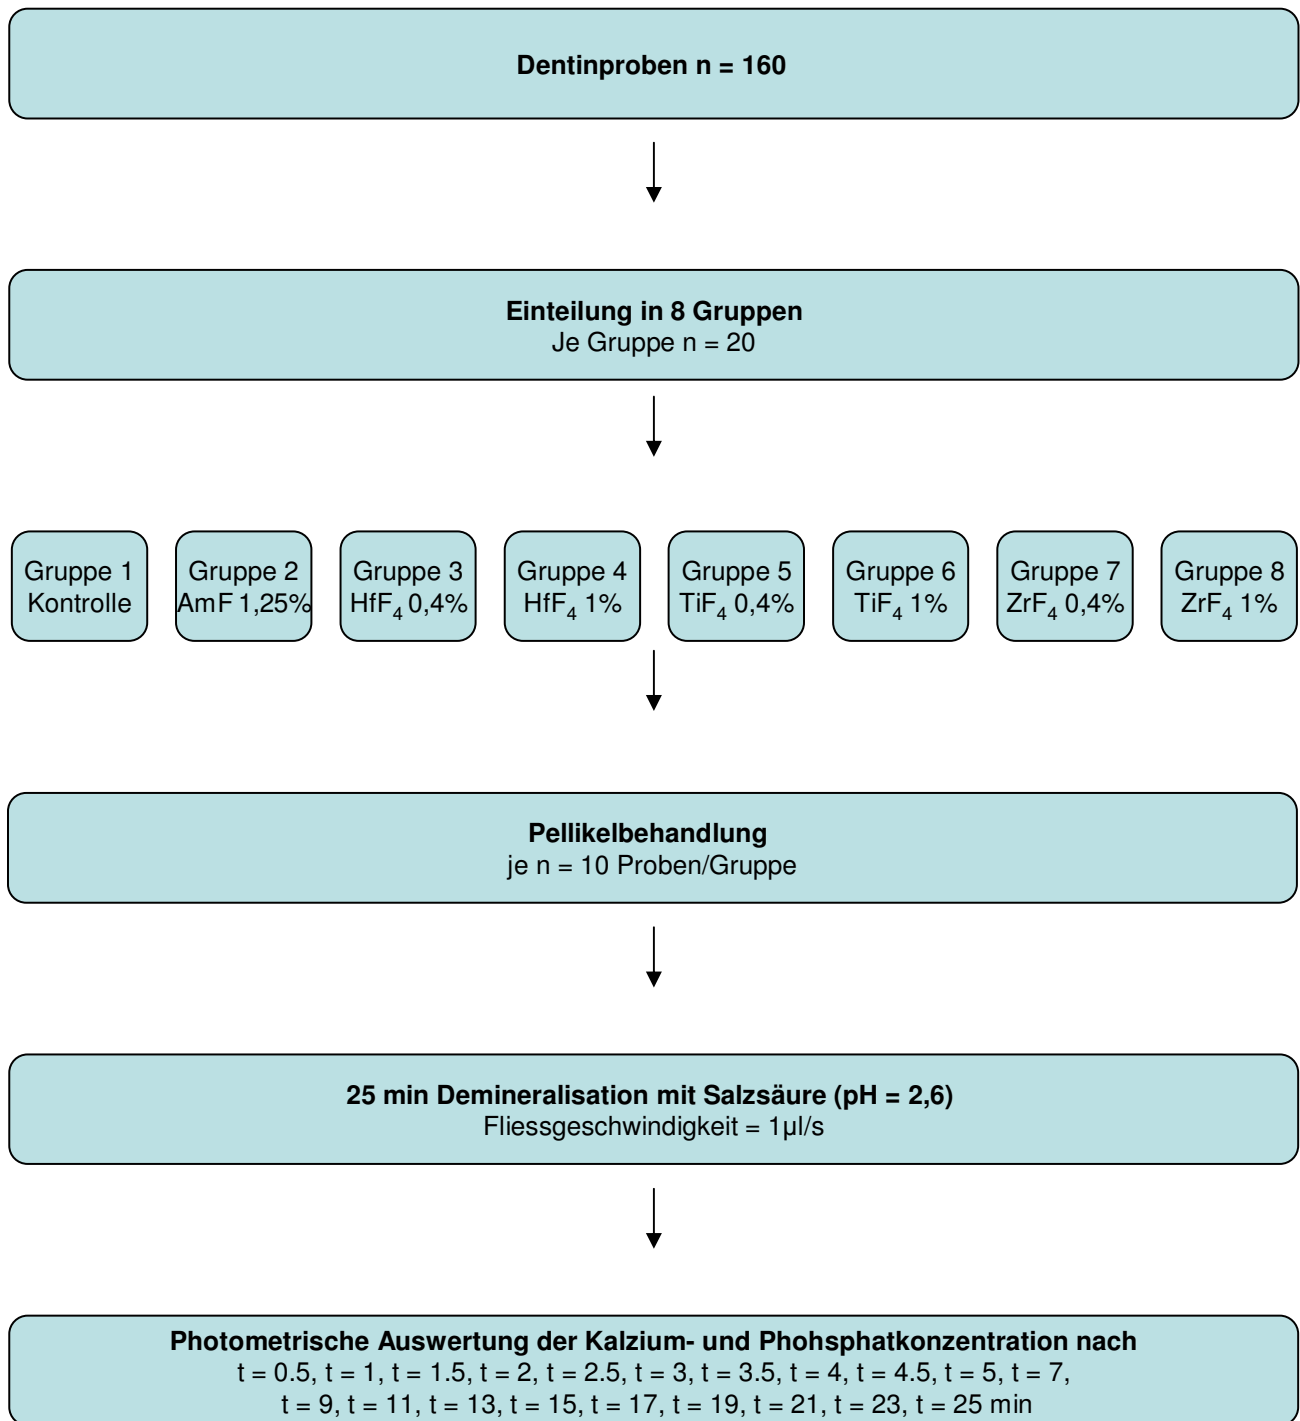 Dentinproben n = 160
Einteilung in 8 Gruppen
Je Gruppe n = 20
Gruppe 1
Kontrolle
Gruppe 2
AmF 1,25%
Gruppe 3
HfF₄ 0,4%
Gruppe 4
HfF₄ 1%
Gruppe 5
TiF₄ 0,4%
Gruppe 6
TiF₄ 1%
Gruppe 7
ZrF₄ 0,4%
Gruppe 8
ZrF₄ 1%
Pellikelbehandlung
je n = 10 Proben/Gruppe
25 min Demineralisation mit Salzsäure (pH = 2,6)
Fliessgeschwindigkeit = 1µl/s
Photometrische Auswertung der Kalzium- und Phohsphatkonzentration nach
t = 0.5, t = 1, t = 1.5, t = 2, t = 2.5, t = 3, t = 3.5, t = 4, t = 4.5, t = 5, t = 7,
t = 9, t = 11, t = 13, t = 15, t = 17, t = 19, t = 21, t = 23, t = 25 min